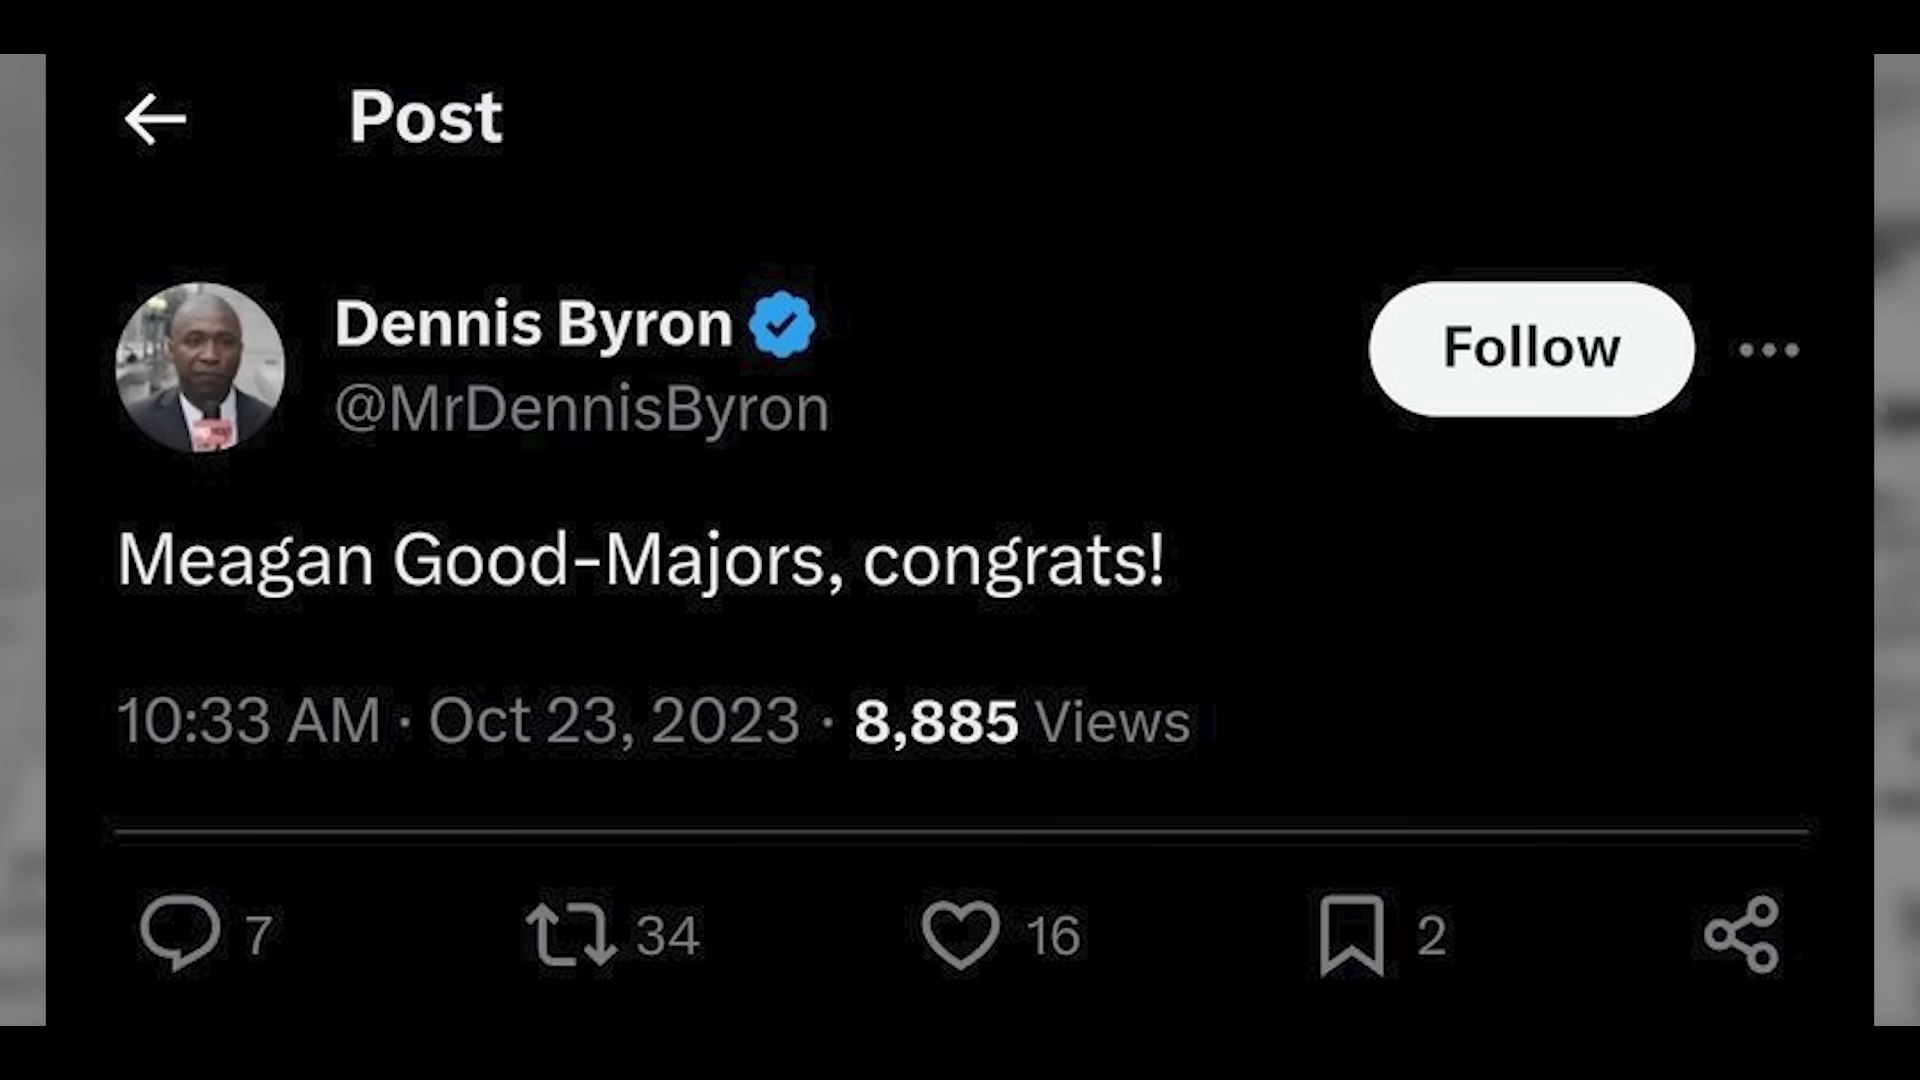 Post
Dennis Byron
@MrDennisByron
Follow
Meagan Good-Majors, congrats!
10:33 AM · Oct 23, 2023 · 8,885 Views
7 34 16 2